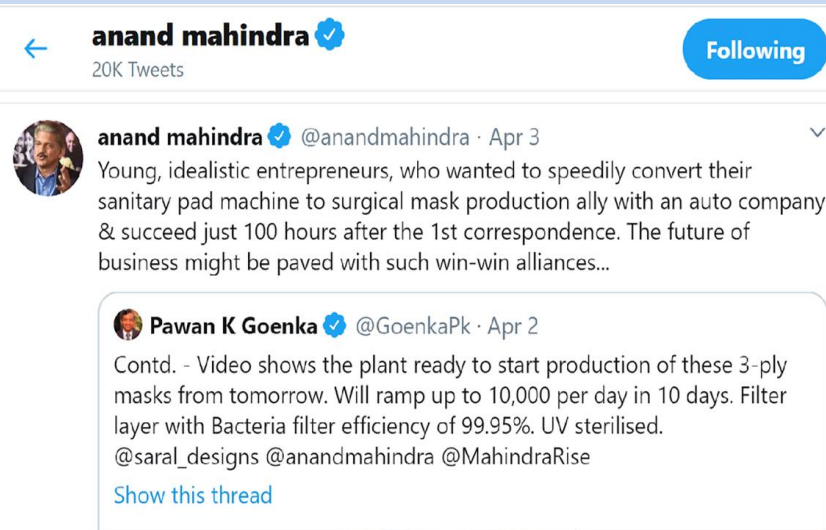 anand mahindra
20K Tweets
Following
anand mahindra @anandmahindra · Apr 3
Young, idealistic entrepreneurs, who wanted to speedily convert their
sanitary pad machine to surgical mask production ally with an auto company
& succeed just 100 hours after the 1st correspondence. The future of
business might be paved with such win-win alliances...
Pawan K Goenka @GoenkaPk · Apr 2
Contd. - Video shows the plant ready to start production of these 3-ply
masks from tomorrow. Will ramp up to 10,000 per day in 10 days. Filter
layer with Bacteria filter efficiency of 99.95%. UV sterilised.
@saral_designs @anandmahindra @MahindraRise
Show this thread